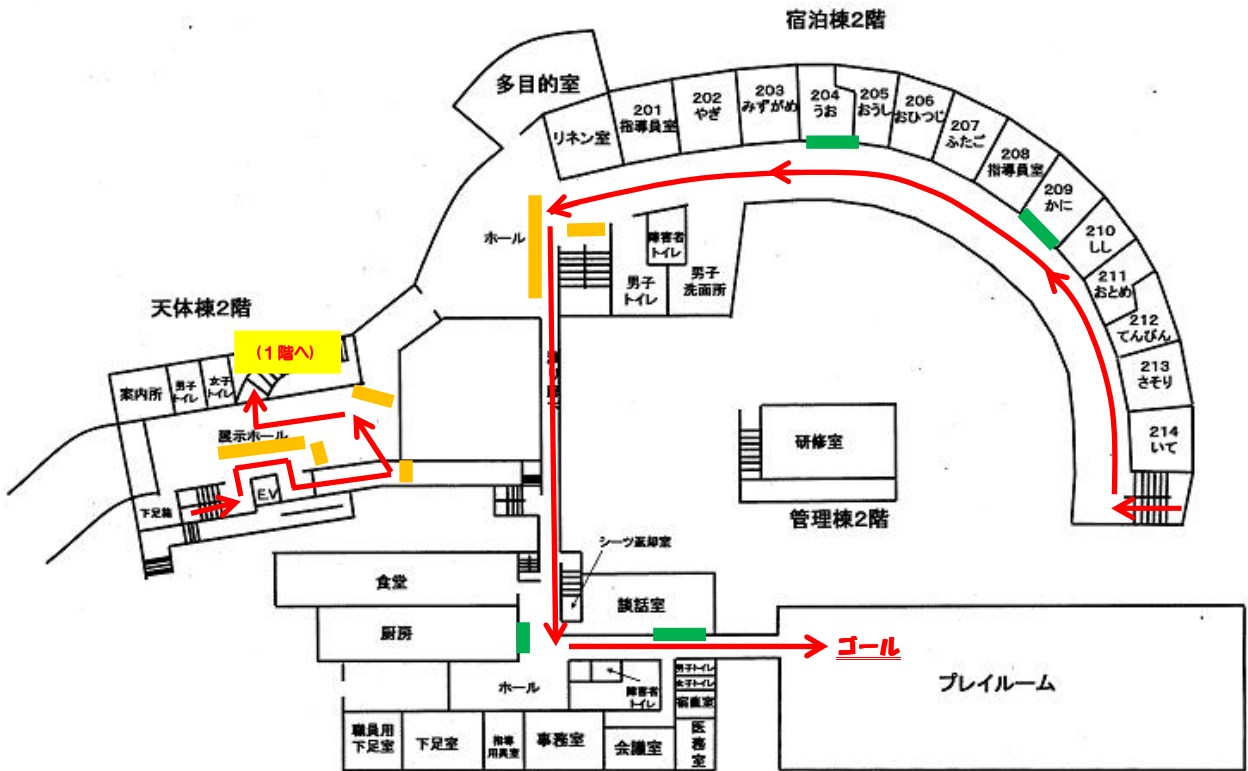 宿泊棟2階
多目的室
リネン室
201
指導員室
202
やぎ
203
みずがめ
204
うお
205
おうし
206
おひつじ
207
ふたご
208
指導員室
209
かに
210
しし
211
おとめ
212
てんびん
213
さそり
214
いて
ホール
障害者
トイレ
男子
トイレ
男子
洗面所
天体棟2階
(1階へ)
案内所
男子
トイレ
女子
トイレ
展示ホール
E.V
下足箱
研修室
管理棟2階
シーツ返却室
食堂
談話室
厨房
ゴール
プレイルーム
ホール
障害者
トイレ
男子トイレ
女子トイレ
宿直室
医務室
職員用
下足室
下足室
指導
用具室
事務室
会議室